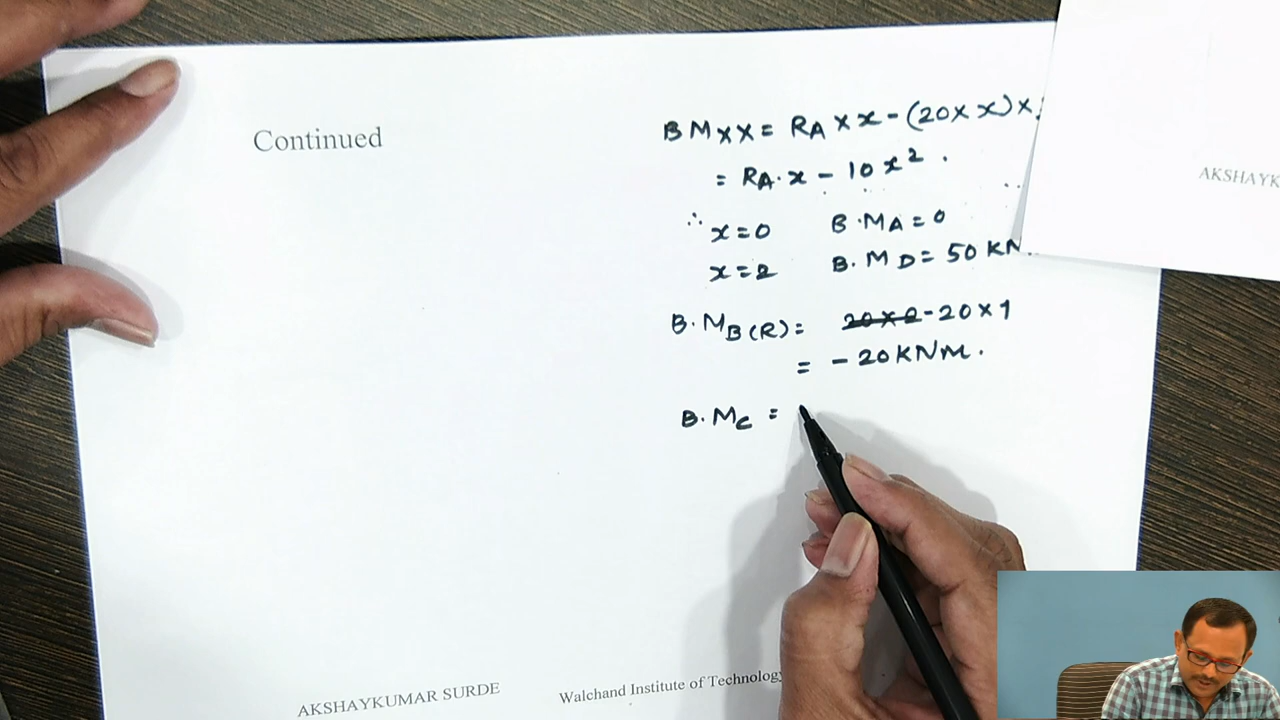 Continued
BMxx = RA × x - (20 × x) ×
= RA · x - 10x² .
∴ x = 0 B·MA = 0
x = 2 B·MD = 50 KN
B·MB(R) = 20 × 2 - 20 × 1
= - 20 KNM .
B·MC =
AKSHAYKUMAR SURDE Walchand Institute of Technology
AKSHAYK